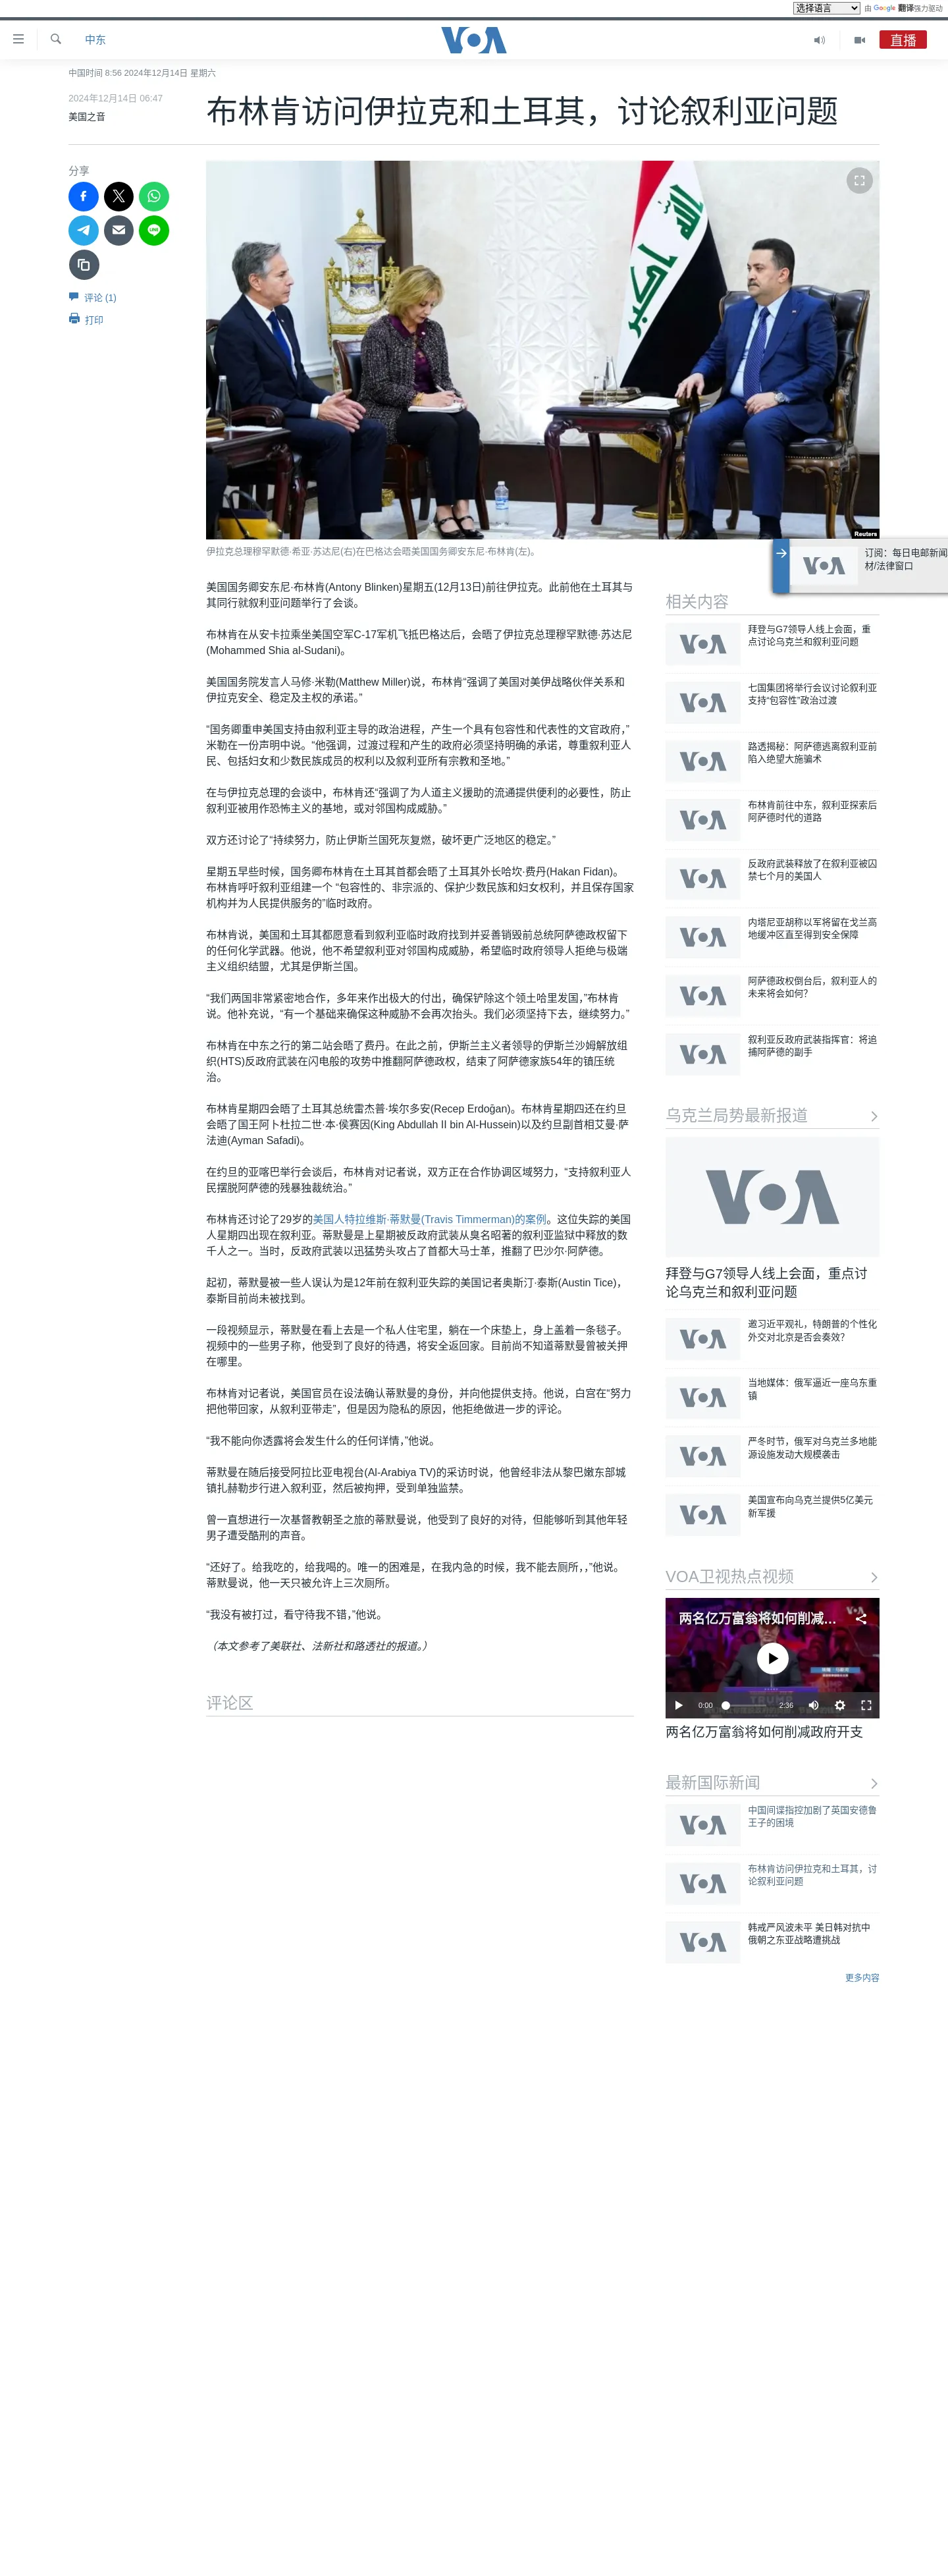 选择语言
由 Google 翻译强力驱动
中东
VOA
直播
中国时间 8:56 2024年12月14日 星期六
2024年12月14日 06:47
美国之音
布林肯访问伊拉克和土耳其，讨论叙利亚问题
分享
评论 (1)
打印
Reuters
伊拉克总理穆罕默德·希亚·苏达尼(右)在巴格达会晤美国国务卿安东尼·布林肯(左)。
订阅：每日电邮新闻
材/法律窗口
美国国务卿安东尼·布林肯(Antony Blinken)星期五(12月13日)前往伊拉克。此前他在土耳其与
其同行就叙利亚问题举行了会谈。
布林肯在从安卡拉乘坐美国空军C-17军机飞抵巴格达后，会晤了伊拉克总理穆罕默德·苏达尼
(Mohammed Shia al-Sudani)。
美国国务院发言人马修·米勒(Matthew Miller)说，布林肯“强调了美国对美伊战略伙伴关系和
伊拉克安全、稳定及主权的承诺。”
“国务卿重申美国支持由叙利亚主导的政治进程，产生一个具有包容性和代表性的文官政府，”
米勒在一份声明中说。“他强调，过渡过程和产生的政府必须坚持明确的承诺，尊重叙利亚人
民、包括妇女和少数民族成员的权利以及叙利亚所有宗教和圣地。”
在与伊拉克总理的会谈中，布林肯还“强调了为人道主义援助的流通提供便利的必要性，防止
叙利亚被用作恐怖主义的基地，或对邻国构成威胁。”
双方还讨论了“持续努力，防止伊斯兰国死灰复燃，破坏更广泛地区的稳定。”
星期五早些时候，国务卿布林肯在土耳其首都会晤了土耳其外长哈坎·费丹(Hakan Fidan)。
布林肯呼吁叙利亚组建一个 “包容性的、非宗派的、保护少数民族和妇女权利，并且保存国家
机构并为人民提供服务的”临时政府。
布林肯说，美国和土耳其都愿意看到叙利亚临时政府找到并妥善销毁前总统阿萨德政权留下
的任何化学武器。他说，他不希望叙利亚对邻国构成威胁，希望临时政府领导人拒绝与极端
主义组织结盟，尤其是伊斯兰国。
“我们两国非常紧密地合作，多年来作出极大的付出，确保铲除这个领土哈里发国，”布林肯
说。他补充说，“有一个基础来确保这种威胁不会再次抬头。我们必须坚持下去，继续努力。”
布林肯在中东之行的第二站会晤了费丹。在此之前，伊斯兰主义者领导的伊斯兰沙姆解放组
织(HTS)反政府武装在闪电般的攻势中推翻阿萨德政权，结束了阿萨德家族54年的镇压统
治。
布林肯星期四会晤了土耳其总统雷杰普·埃尔多安(Recep Erdoğan)。布林肯星期四还在约旦
会晤了国王阿卜杜拉二世·本·侯赛因(King Abdullah II bin Al-Hussein)以及约旦副首相艾曼·萨
法迪(Ayman Safadi)。
在约旦的亚喀巴举行会谈后，布林肯对记者说，双方正在合作协调区域努力，“支持叙利亚人
民摆脱阿萨德的残暴独裁统治。”
布林肯还讨论了29岁的美国人特拉维斯·蒂默曼(Travis Timmerman)的案例。这位失踪的美国
人星期四出现在叙利亚。蒂默曼是上星期被反政府武装从臭名昭著的叙利亚监狱中释放的数
千人之一。当时，反政府武装以迅猛势头攻占了首都大马士革，推翻了巴沙尔·阿萨德。
起初，蒂默曼被一些人误认为是12年前在叙利亚失踪的美国记者奥斯汀·泰斯(Austin Tice)，
泰斯目前尚未被找到。
一段视频显示，蒂默曼在看上去是一个私人住宅里，躺在一个床垫上，身上盖着一条毯子。
视频中的一些男子称，他受到了良好的待遇，将安全返回家。目前尚不知道蒂默曼曾被关押
在哪里。
布林肯对记者说，美国官员在设法确认蒂默曼的身份，并向他提供支持。他说，白宫在“努力
把他带回家，从叙利亚带走”，但是因为隐私的原因，他拒绝做进一步的评论。
“我不能向你透露将会发生什么的任何详情，”他说。
蒂默曼在随后接受阿拉比亚电视台(Al-Arabiya TV)的采访时说，他曾经非法从黎巴嫩东部城
镇扎赫勒步行进入叙利亚，然后被拘押，受到单独监禁。
曾一直想进行一次基督教朝圣之旅的蒂默曼说，他受到了良好的对待，但能够听到其他年轻
男子遭受酷刑的声音。
“还好了。给我吃的，给我喝的。唯一的困难是，在我内急的时候，我不能去厕所，，”他说。
蒂默曼说，他一天只被允许上三次厕所。
“我没有被打过，看守待我不错，”他说。
（本文参考了美联社、法新社和路透社的报道。）
评论区
相关内容
拜登与G7领导人线上会面，重
点讨论乌克兰和叙利亚问题
七国集团将举行会议讨论叙利亚
支持“包容性”政治过渡
路透揭秘：阿萨德逃离叙利亚前
陷入绝望大施骗术
布林肯前往中东，叙利亚探索后
阿萨德时代的道路
反政府武装释放了在叙利亚被囚
禁七个月的美国人
内塔尼亚胡称以军将留在戈兰高
地缓冲区直至得到安全保障
阿萨德政权倒台后，叙利亚人的
未来将会如何？
叙利亚反政府武装指挥官：将追
捕阿萨德的副手
乌克兰局势最新报道
VOA
拜登与G7领导人线上会面，重点讨
论乌克兰和叙利亚问题
邀习近平观礼，特朗普的个性化
外交对北京是否会奏效？
当地媒体：俄军逼近一座乌东重
镇
严冬时节，俄军对乌克兰多地能
源设施发动大规模袭击
美国宣布向乌克兰提供5亿美元
新军援
VOA卫视热点视频
两名亿万富翁将如何削减…
0:00
2:36
两名亿万富翁将如何削减政府开支
最新国际新闻
中国间谍指控加剧了英国安德鲁
王子的困境
布林肯访问伊拉克和土耳其，讨
论叙利亚问题
韩戒严风波未平 美日韩对抗中
俄朝之东亚战略遭挑战
更多内容